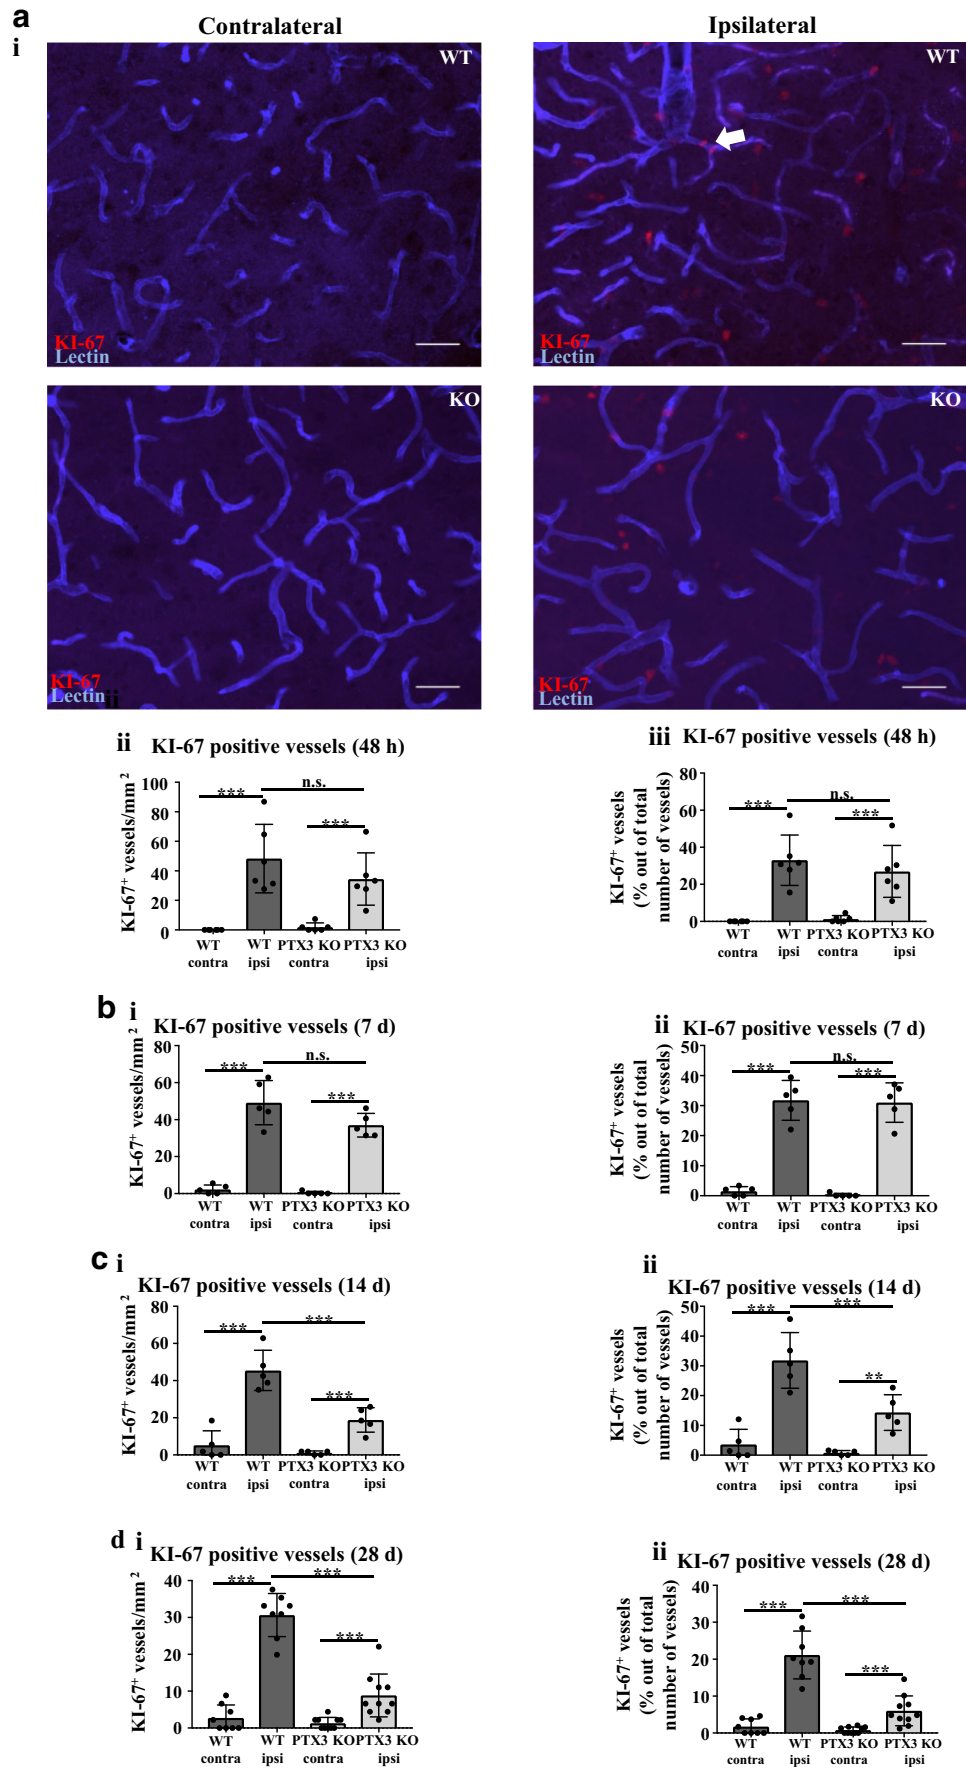 a
Contralateral
Ipsilateral
i
WT
WT
KI-67
Lectin
KI-67
Lectin
KO
KO
KI-67
Lectin
ii
KI-67
Lectin
ii KI-67 positive vessels (48 h)
KI-67+ vessels/mm2
100
80
60
40
20
0
***
n.s.
***
WT contra
WT ipsi
PTX3 KO contra
PTX3 KO ipsi
iii KI-67 positive vessels (48 h)
KI-67+ vessels
(% out of total
number of vessels)
80
60
40
20
0
***
n.s.
***
WT contra
WT ipsi
PTX3 KO contra
PTX3 KO ipsi
b i
KI-67 positive vessels (7 d)
KI-67+ vessels/mm2
80
60
40
20
0
***
n.s.
***
WT contra
WT ipsi
PTX3 KO contra
PTX3 KO ipsi
ii
KI-67 positive vessels (7 d)
KI-67+ vessels
(% out of total
number of vessels)
50
40
30
20
10
0
***
n.s.
***
WT contra
WT ipsi
PTX3 KO contra
PTX3 KO ipsi
c i
KI-67 positive vessels (14 d)
KI-67+ vessels/mm2
80
60
40
20
0
***
***
***
WT contra
WT ipsi
PTX3 KO contra
PTX3 KO ipsi
ii
KI-67 positive vessels (14 d)
KI-67+ vessels
(% out of total
number of vessels)
50
40
30
20
10
0
***
***
**
WT contra
WT ipsi
PTX3 KO contra
PTX3 KO ipsi
d i
KI-67 positive vessels (28 d)
KI-67+ vessels/mm2
40
30
20
10
0
***
***
***
WT contra
WT ipsi
PTX3 KO contra
PTX3 KO ipsi
ii
KI-67 positive vessels (28 d)
KI-67+ vessels
(% out of total
number of vessels)
40
30
20
10
0
***
***
***
WT contra
WT ipsi
PTX3 KO contra
PTX3 KO ipsi